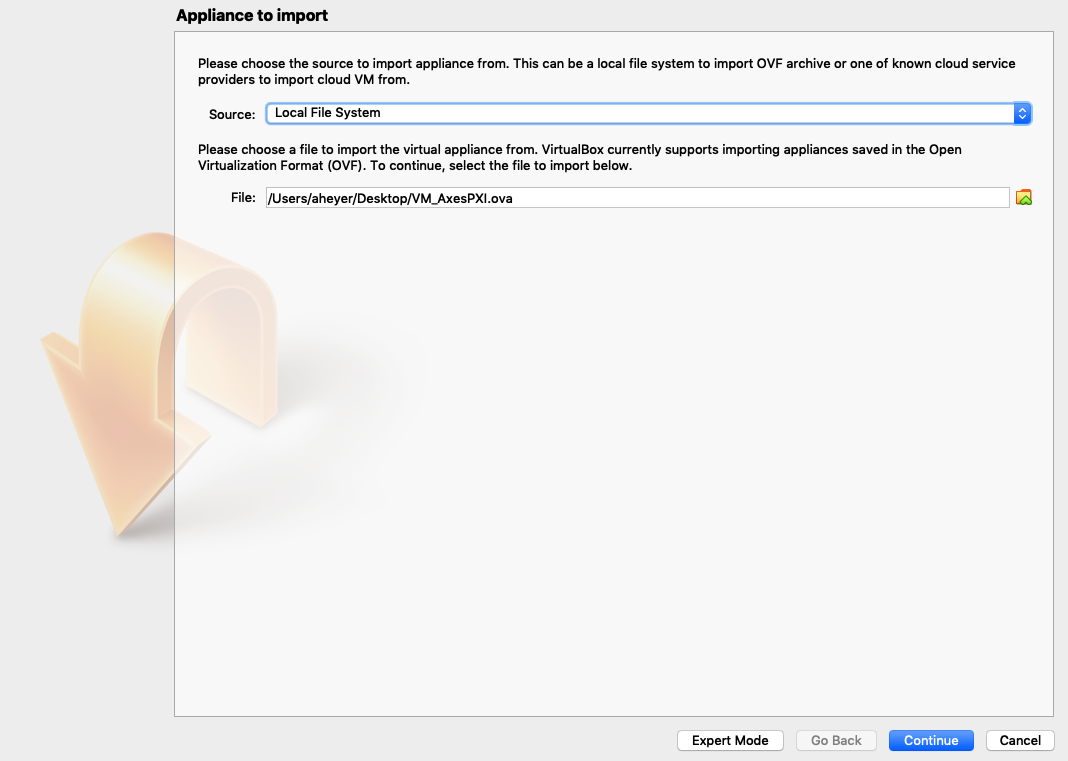 Appliance to import
Please choose the source to import appliance from. This can be a local file system to import OVF archive or one of known cloud service
providers to import cloud VM from.
Source: Local File System
Please choose a file to import the virtual appliance from. VirtualBox currently supports importing appliances saved in the Open
Virtualization Format (OVF). To continue, select the file to import below.
File: /Users/aheyer/Desktop/VM_AxesPXI.ova
Expert Mode Go Back Continue Cancel